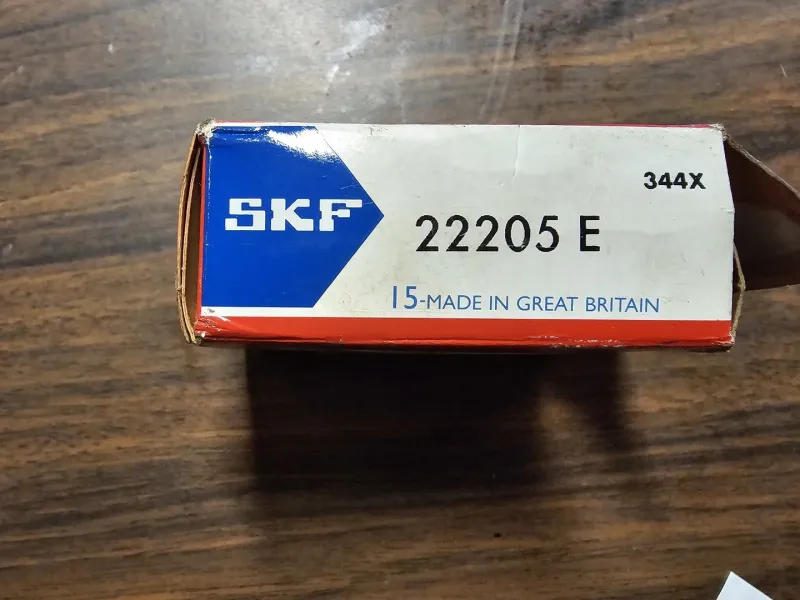 344X
SKF
22205 E
15-MADE IN GREAT BRITAIN